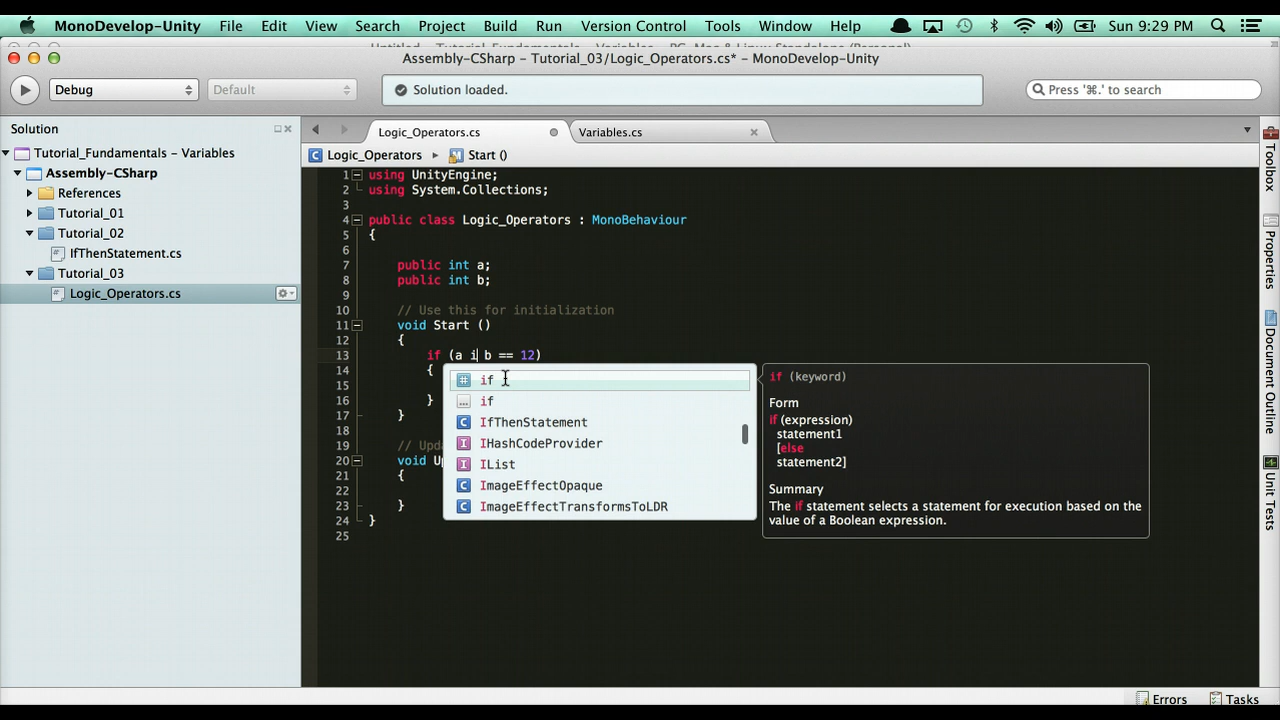 MonoDevelop-Unity File Edit View Search Project Build Run Version Control Tools Window Help Sun 9:29 PM
Assembly-CSharp - Tutorial_03/Logic_Operators.cs* - MonoDevelop-Unity
Debug Default Solution loaded. Press '⌘.' to search
Solution
Tutorial_Fundamentals - Variables
Assembly-CSharp
References
Tutorial_01
Tutorial_02
IfThenStatement.cs
Tutorial_03
Logic_Operators.cs
Logic_Operators.cs Variables.cs
Logic_Operators Start ()
1 using UnityEngine;
2 using System.Collections;
3
4 public class Logic_Operators : MonoBehaviour
5 {
6
7 public int a;
8 public int b;
9
10 // Use this for initialization
11 void Start ()
12 {
13 if (a i b == 12)
14 {
15
16 }
17 }
18
19 // Upd
20 void Up
21 {
22
23 }
24 }
25
if
if
IfThenStatement
IHashCodeProvider
IList
ImageEffectOpaque
ImageEffectTransformsToLDR
if (keyword)
Form
if (expression)
statement1
[else
statement2]
Summary
The if statement selects a statement for execution based on the
value of a Boolean expression.
Toolbox
Properties
Document Outline
Unit Tests
Errors Tasks